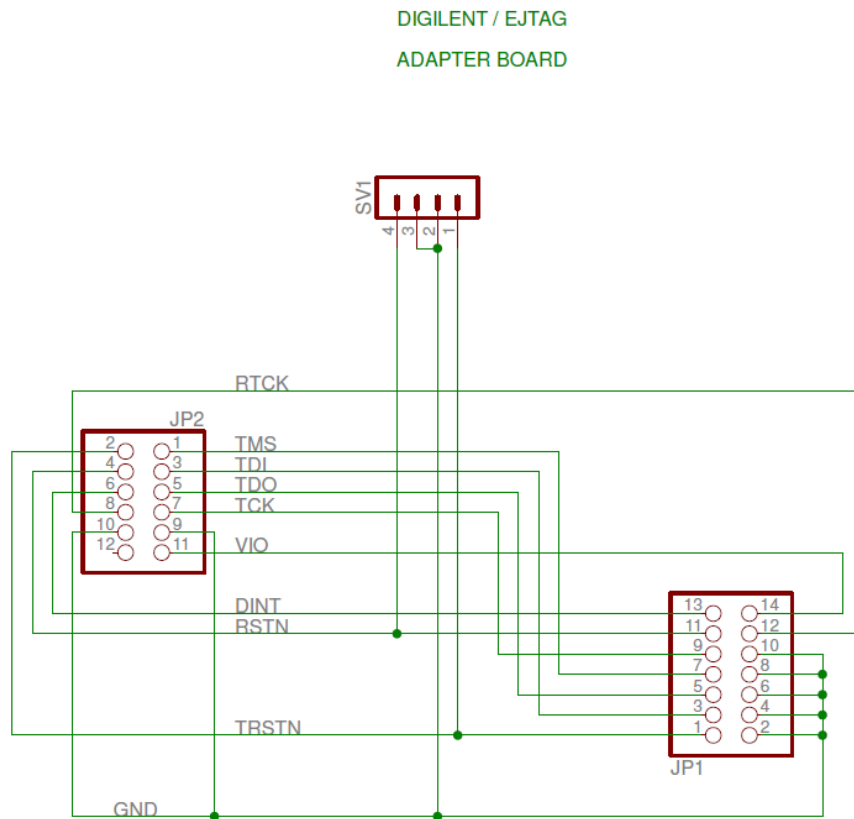 DIGILENT / EJTAG
ADAPTER BOARD
SV1
4 3 2 1
RTCK
JP2
2 1 TMS
4 3 TDI
6 5 TDO
8 7 TCK
10 9
12 11 VIO
DINT 13 14
RSTN 11 12
9 10
7 8
5 6
3 4
TRSTN 1 2
JP1
GND